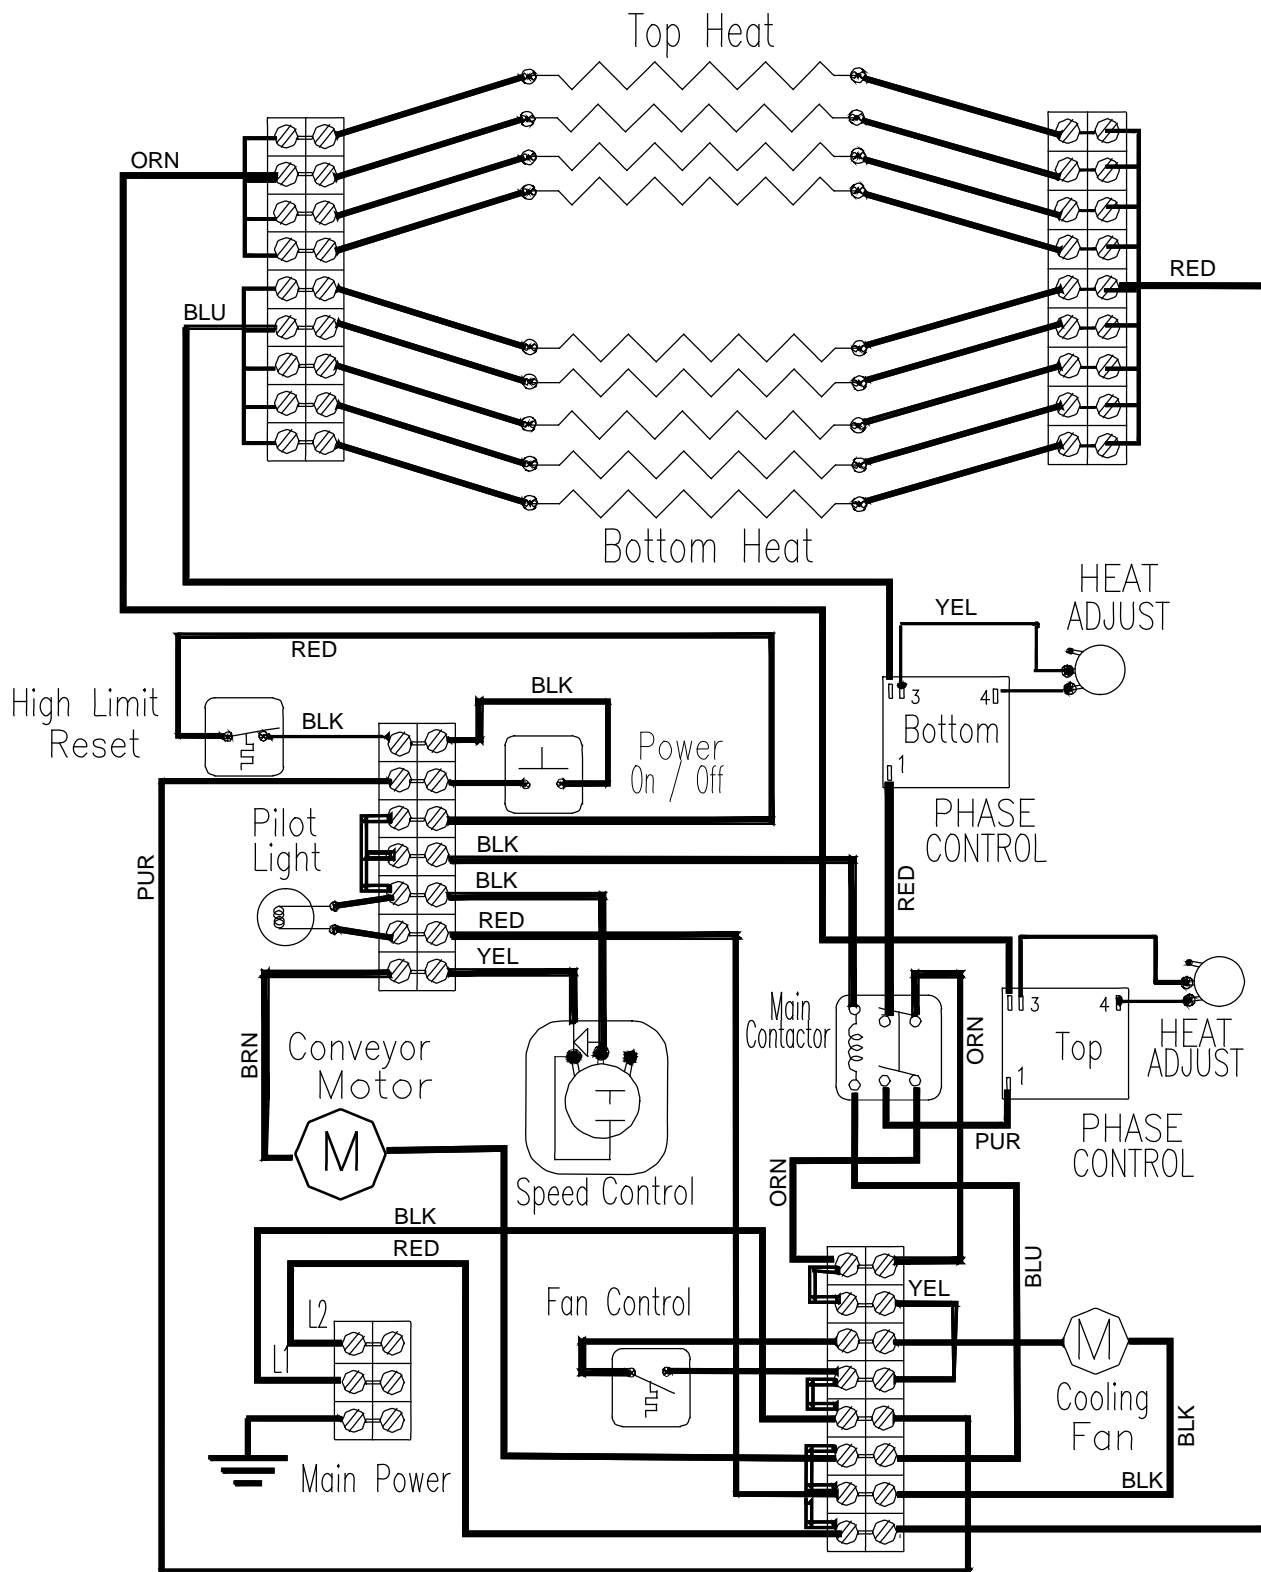 Top Heat
ORN
RED
BLU
Bottom Heat
HEAT
ADJUST
YEL
RED
High Limit
Reset
BLK
BLK
3
4
Bottom
1
Power
On / Off
PHASE
CONTROL
Pilot
Light
PUR
BLK
BLK
RED
RED
YEL
3
4
Top
1
HEAT
ADJUST
Main
Contactor
ORN
BRN
Conveyor
Motor
M
PUR
PHASE
CONTROL
ORN
Speed Control
BLK
RED
BLU
YEL
Fan Control
L2
L1
M
Cooling
Fan
BLK
BLK
Main Power